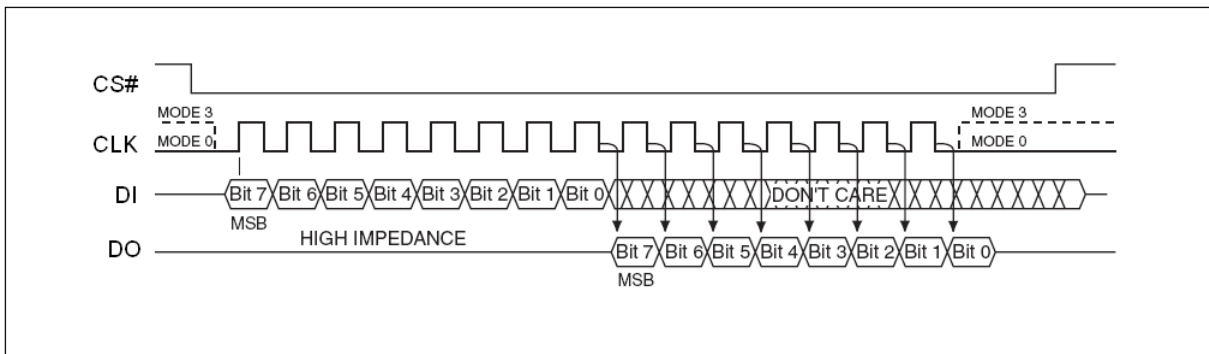 CS#
MODE 3
MODE 3
CLK
MODE 0
MODE 0
DI
Bit 7 Bit 6 Bit 5 Bit 4 Bit 3 Bit 2 Bit 1 Bit 0
DON'T CARE
MSB
HIGH IMPEDANCE
DO
Bit 7 Bit 6 Bit 5 Bit 4 Bit 3 Bit 2 Bit 1 Bit 0
MSB